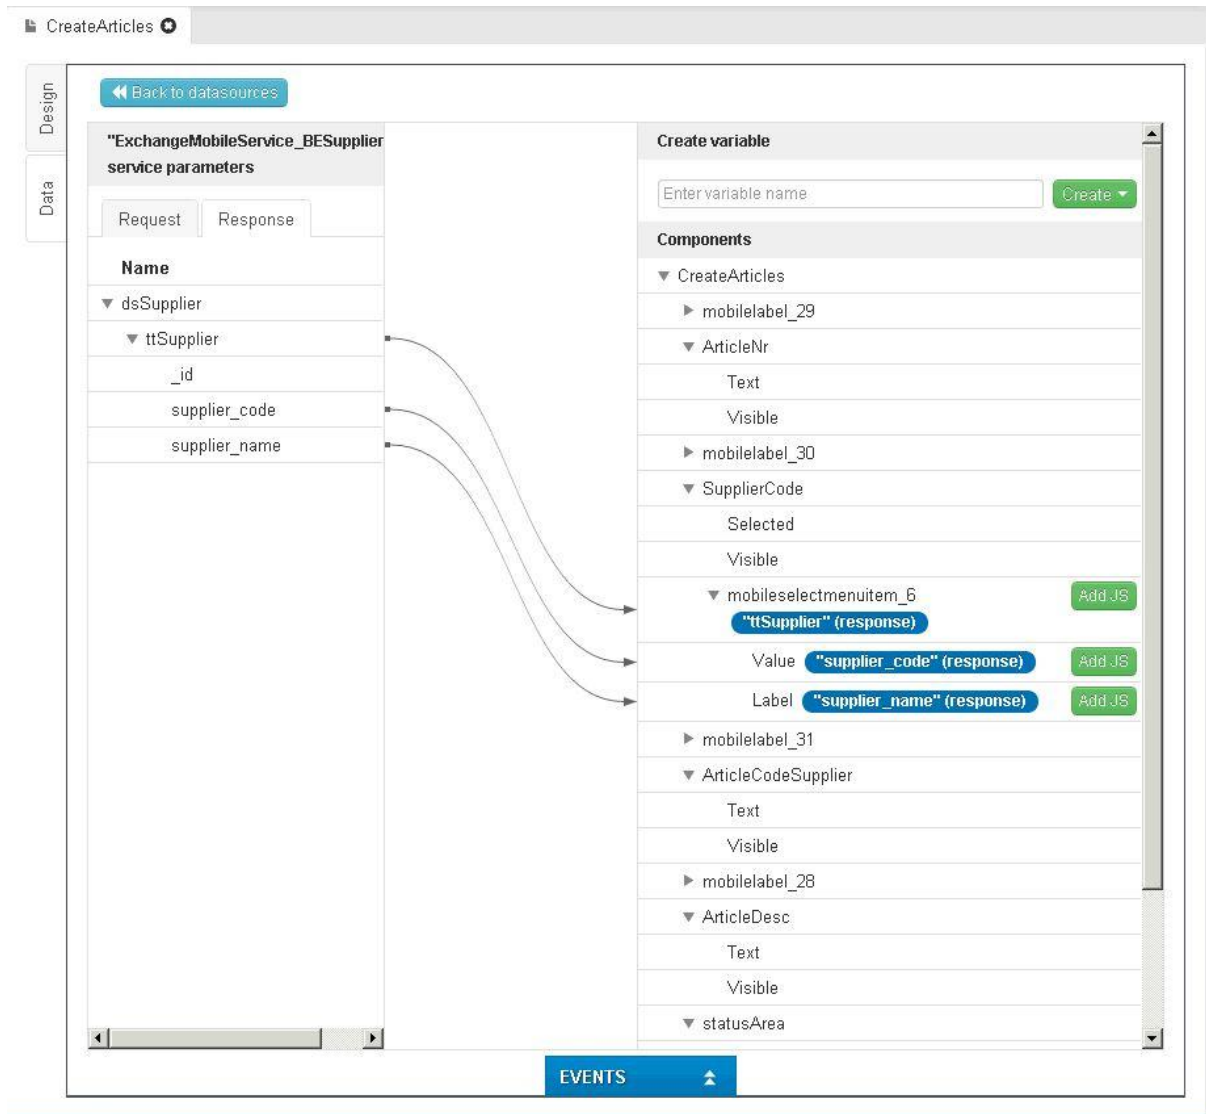 CreateArticles
Design
Data
Back to datasources
"ExchangeMobileService_BESupplier
service parameters
Request
Response
Name
dsSupplier
ttSupplier
_id
supplier_code
supplier_name
Create variable
Enter variable name
Create
Components
CreateArticles
mobilelabel_29
ArticleNr
Text
Visible
mobilelabel_30
SupplierCode
Selected
Visible
mobileselectmenuitem_6
Add JS
"ttSupplier" (response)
Value "supplier_code" (response) Add JS
Label "supplier_name" (response) Add JS
mobilelabel_31
ArticleCodeSupplier
Text
Visible
mobilelabel_28
ArticleDesc
Text
Visible
statusArea
EVENTS